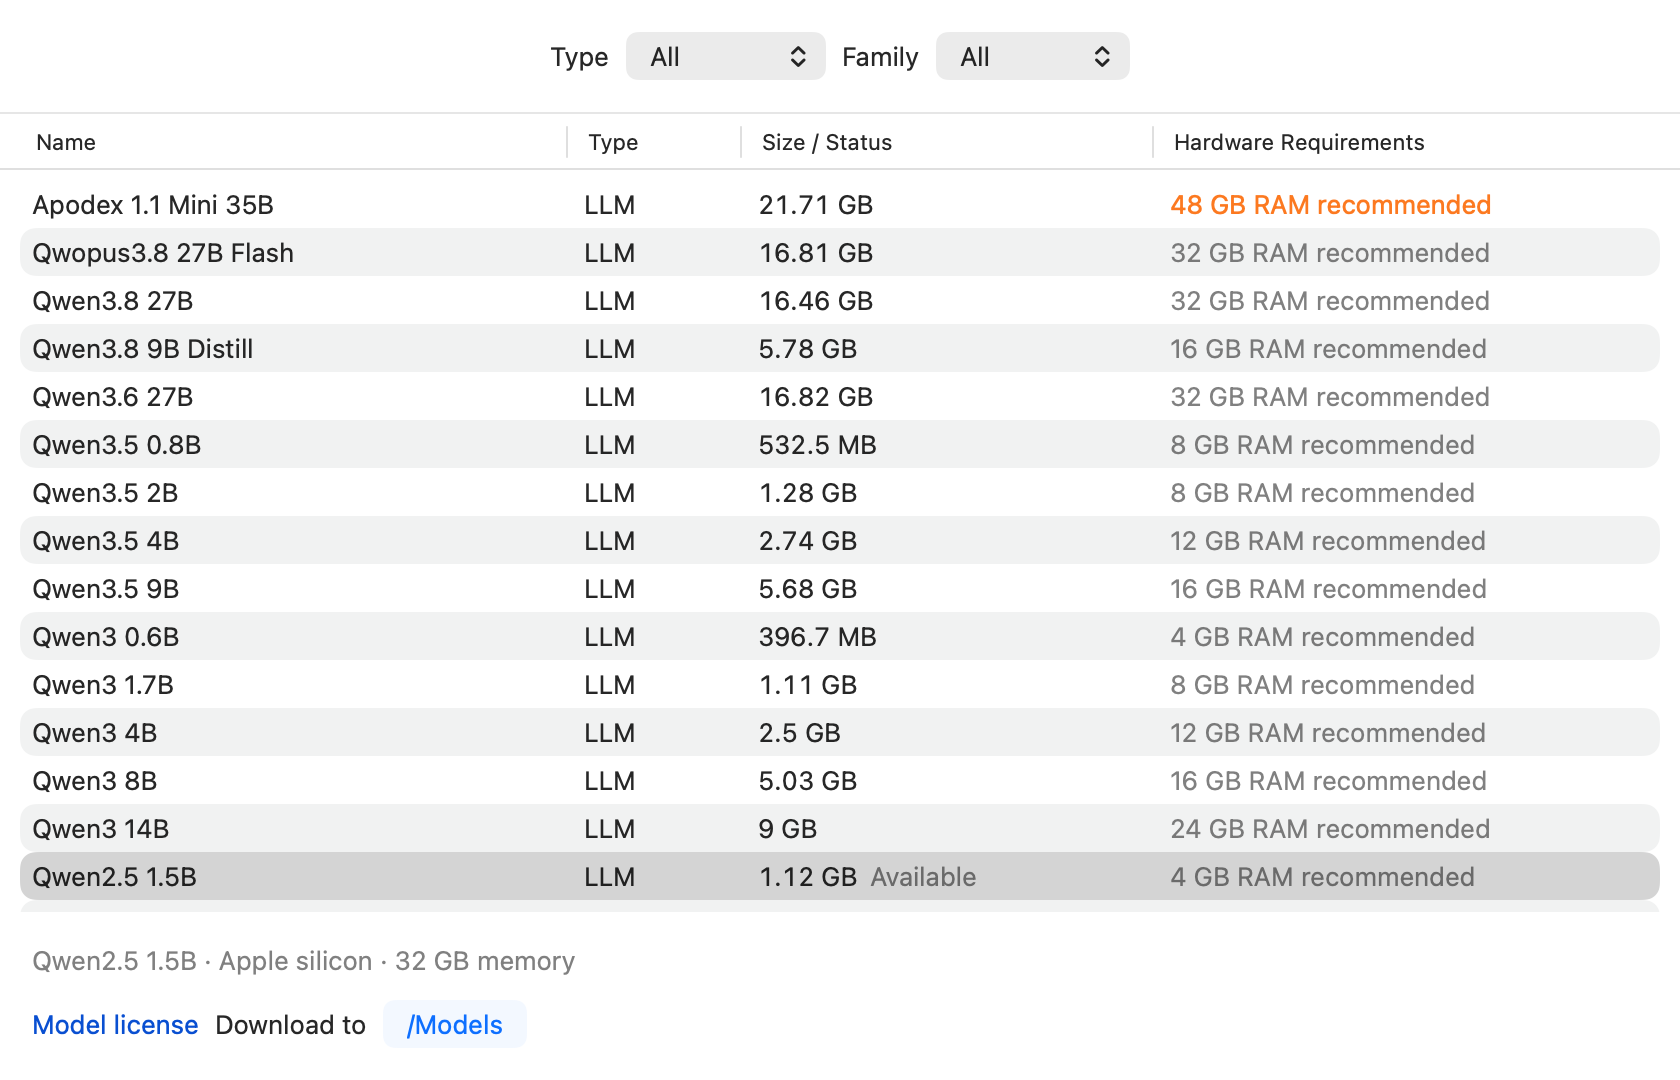 Type All Family All
Name Type Size / Status Hardware Requirements
Apodex 1.1 Mini 35B LLM 21.71 GB 48 GB RAM recommended
Qwopus3.8 27B Flash LLM 16.81 GB 32 GB RAM recommended
Qwen3.8 27B LLM 16.46 GB 32 GB RAM recommended
Qwen3.8 9B Distill LLM 5.78 GB 16 GB RAM recommended
Qwen3.6 27B LLM 16.82 GB 32 GB RAM recommended
Qwen3.5 0.8B LLM 532.5 MB 8 GB RAM recommended
Qwen3.5 2B LLM 1.28 GB 8 GB RAM recommended
Qwen3.5 4B LLM 2.74 GB 12 GB RAM recommended
Qwen3.5 9B LLM 5.68 GB 16 GB RAM recommended
Qwen3 0.6B LLM 396.7 MB 4 GB RAM recommended
Qwen3 1.7B LLM 1.11 GB 8 GB RAM recommended
Qwen3 4B LLM 2.5 GB 12 GB RAM recommended
Qwen3 8B LLM 5.03 GB 16 GB RAM recommended
Qwen3 14B LLM 9 GB 24 GB RAM recommended
Qwen2.5 1.5B LLM 1.12 GB Available 4 GB RAM recommended
Qwen2.5 1.5B · Apple silicon · 32 GB memory
Model license Download to /Models